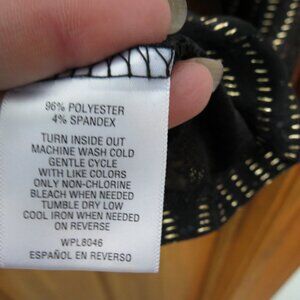 96% POLYESTER
4% SPANDEX
TURN INSIDE OUT
MACHINE WASH COLD
GENTLE CYCLE
WITH LIKE COLORS
ONLY NON-CHLORINE
BLEACH WHEN NEEDED
TUMBLE DRY LOW
COOL IRON WHEN NEEDED
ON REVERSE
WPL8046
ESPAÑOL EN REVERSO